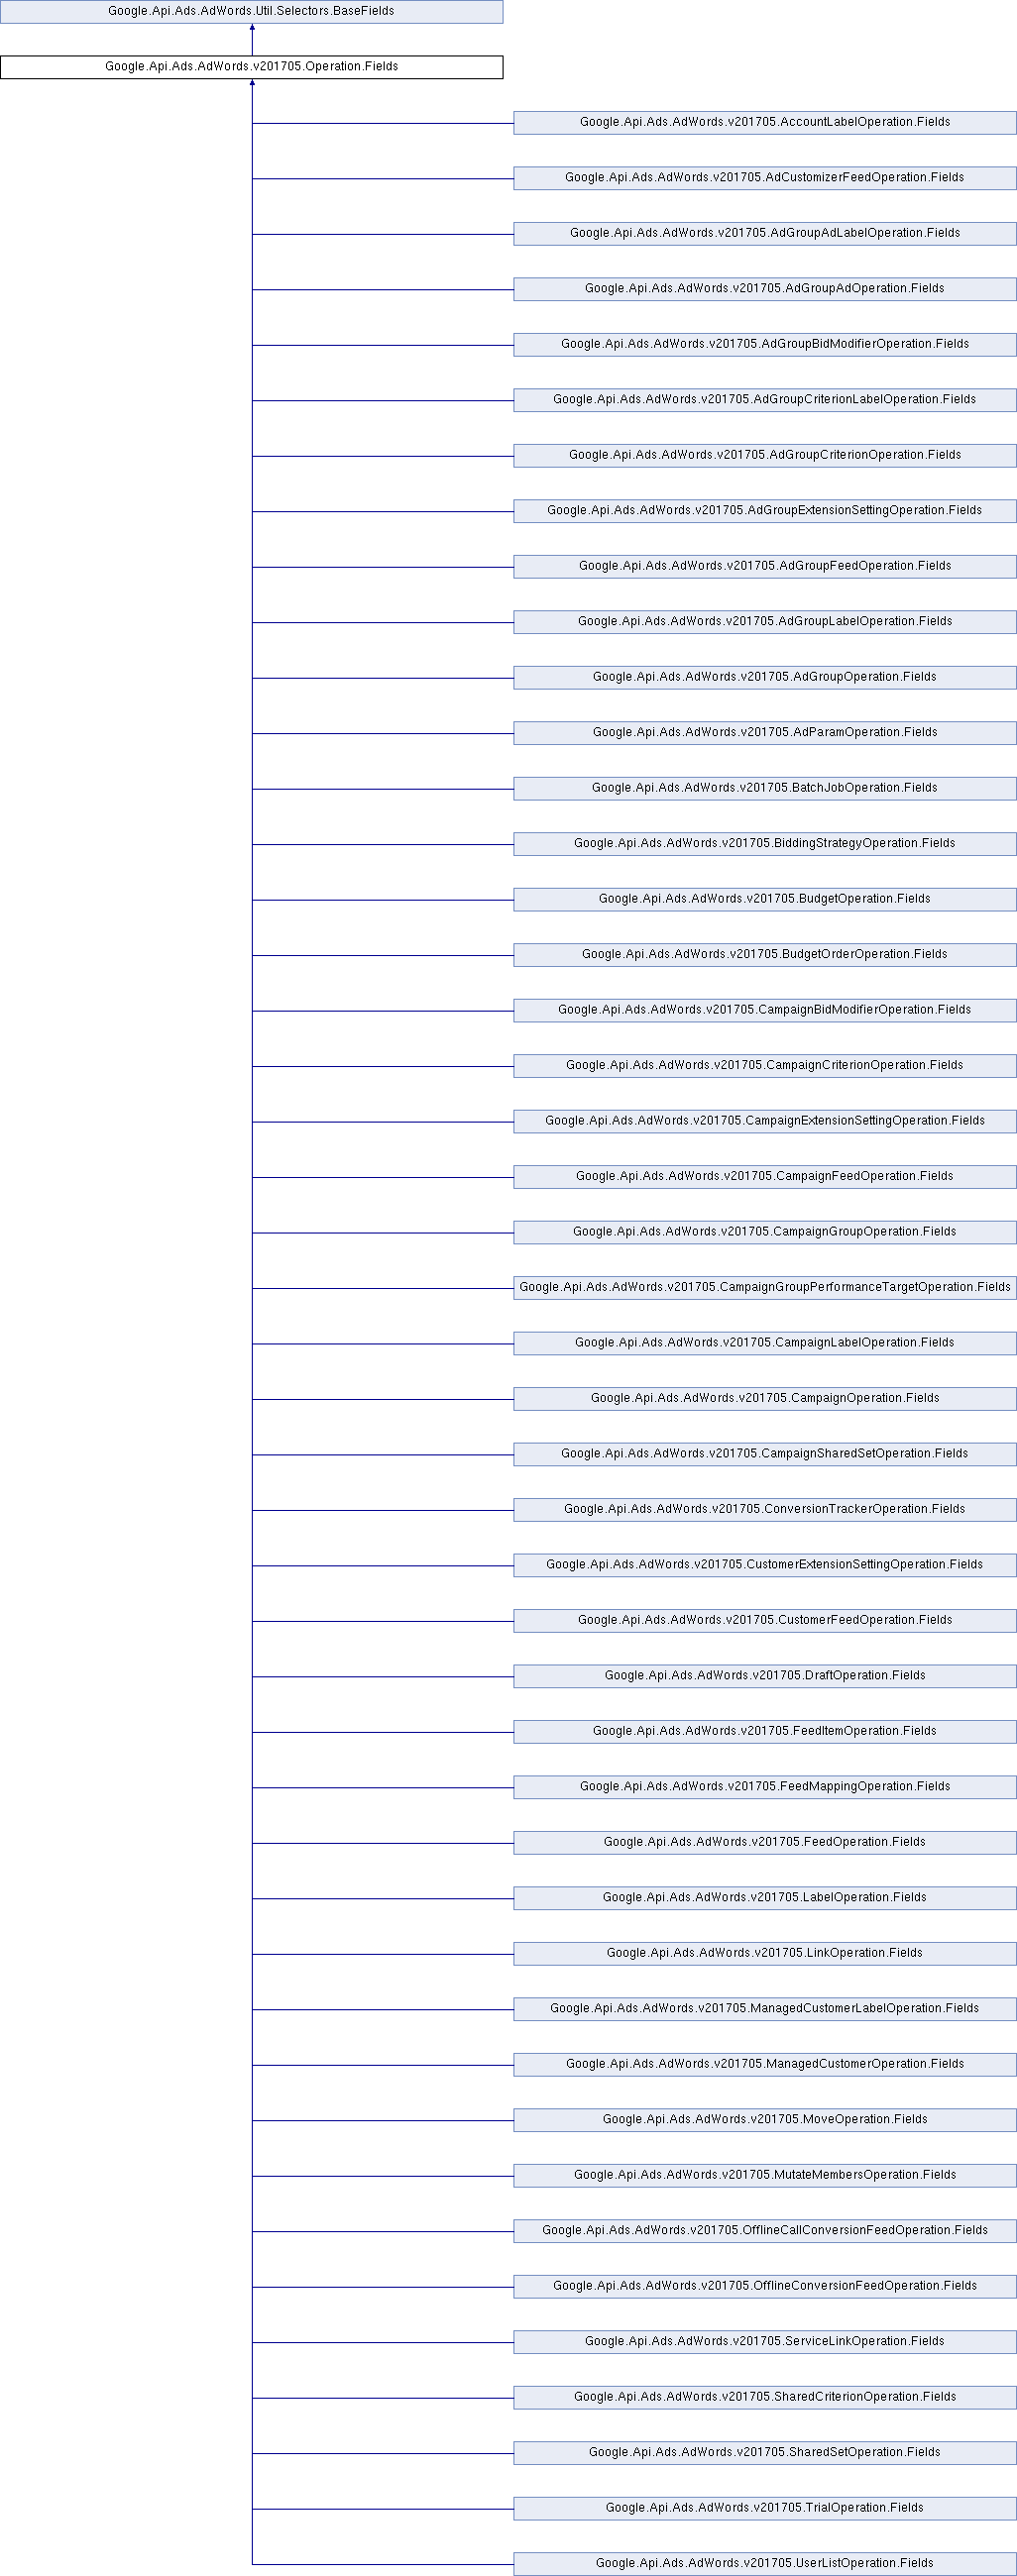 Google.Api.Ads.AdWords.Util.Selectors.BaseFields
Google.Api.Ads.AdWords.v201705.Operation.Fields
Google.Api.Ads.AdWords.v201705.AccountLabelOperation.Fields
Google.Api.Ads.AdWords.v201705.AdCustomizerFeedOperation.Fields
Google.Api.Ads.AdWords.v201705.AdGroupAdLabelOperation.Fields
Google.Api.Ads.AdWords.v201705.AdGroupAdOperation.Fields
Google.Api.Ads.AdWords.v201705.AdGroupBidModifierOperation.Fields
Google.Api.Ads.AdWords.v201705.AdGroupCriterionLabelOperation.Fields
Google.Api.Ads.AdWords.v201705.AdGroupCriterionOperation.Fields
Google.Api.Ads.AdWords.v201705.AdGroupExtensionSettingOperation.Fields
Google.Api.Ads.AdWords.v201705.AdGroupFeedOperation.Fields
Google.Api.Ads.AdWords.v201705.AdGroupLabelOperation.Fields
Google.Api.Ads.AdWords.v201705.AdGroupOperation.Fields
Google.Api.Ads.AdWords.v201705.AdParamOperation.Fields
Google.Api.Ads.AdWords.v201705.BatchJobOperation.Fields
Google.Api.Ads.AdWords.v201705.BiddingStrategyOperation.Fields
Google.Api.Ads.AdWords.v201705.BudgetOperation.Fields
Google.Api.Ads.AdWords.v201705.BudgetOrderOperation.Fields
Google.Api.Ads.AdWords.v201705.CampaignBidModifierOperation.Fields
Google.Api.Ads.AdWords.v201705.CampaignCriterionOperation.Fields
Google.Api.Ads.AdWords.v201705.CampaignExtensionSettingOperation.Fields
Google.Api.Ads.AdWords.v201705.CampaignFeedOperation.Fields
Google.Api.Ads.AdWords.v201705.CampaignGroupOperation.Fields
Google.Api.Ads.AdWords.v201705.CampaignGroupPerformanceTargetOperation.Fields
Google.Api.Ads.AdWords.v201705.CampaignLabelOperation.Fields
Google.Api.Ads.AdWords.v201705.CampaignOperation.Fields
Google.Api.Ads.AdWords.v201705.CampaignSharedSetOperation.Fields
Google.Api.Ads.AdWords.v201705.ConversionTrackerOperation.Fields
Google.Api.Ads.AdWords.v201705.CustomerExtensionSettingOperation.Fields
Google.Api.Ads.AdWords.v201705.CustomerFeedOperation.Fields
Google.Api.Ads.AdWords.v201705.DraftOperation.Fields
Google.Api.Ads.AdWords.v201705.FeedItemOperation.Fields
Google.Api.Ads.AdWords.v201705.FeedMappingOperation.Fields
Google.Api.Ads.AdWords.v201705.FeedOperation.Fields
Google.Api.Ads.AdWords.v201705.LabelOperation.Fields
Google.Api.Ads.AdWords.v201705.LinkOperation.Fields
Google.Api.Ads.AdWords.v201705.ManagedCustomerLabelOperation.Fields
Google.Api.Ads.AdWords.v201705.ManagedCustomerOperation.Fields
Google.Api.Ads.AdWords.v201705.MoveOperation.Fields
Google.Api.Ads.AdWords.v201705.MutateMembersOperation.Fields
Google.Api.Ads.AdWords.v201705.OfflineCallConversionFeedOperation.Fields
Google.Api.Ads.AdWords.v201705.OfflineConversionFeedOperation.Fields
Google.Api.Ads.AdWords.v201705.ServiceLinkOperation.Fields
Google.Api.Ads.AdWords.v201705.SharedCriterionOperation.Fields
Google.Api.Ads.AdWords.v201705.SharedSetOperation.Fields
Google.Api.Ads.AdWords.v201705.TrialOperation.Fields
Google.Api.Ads.AdWords.v201705.UserListOperation.Fields